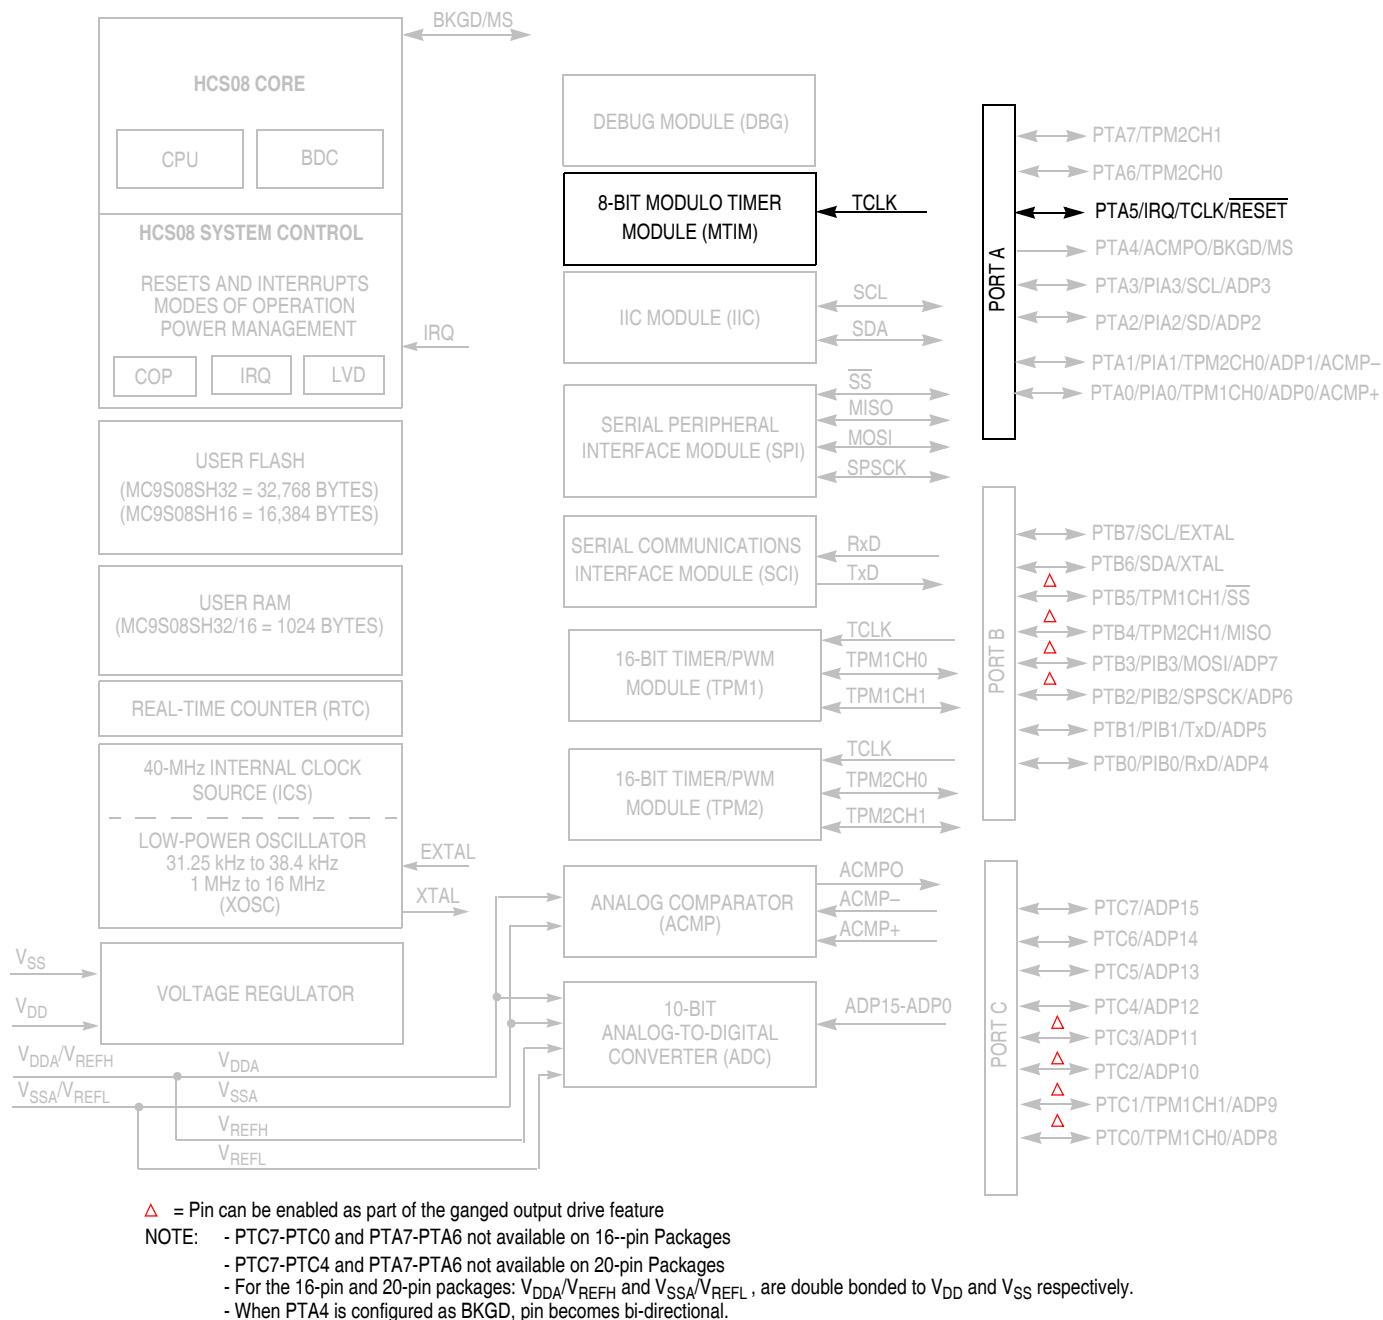 BKGD/MS
HCS08 CORE
CPU
BDC
HCS08 SYSTEM CONTROL
RESETS AND INTERRUPTS
MODES OF OPERATION
POWER MANAGEMENT
IRQ
COP
IRQ
LVD
USER FLASH
(MC9S08SH32 = 32,768 BYTES)
(MC9S08SH16 = 16,384 BYTES)
USER RAM
(MC9S08SH32/16 = 1024 BYTES)
REAL-TIME COUNTER (RTC)
40-MHz INTERNAL CLOCK
SOURCE (ICS)
LOW-POWER OSCILLATOR
31.25 kHz to 38.4 kHz
1 MHz to 16 MHz
(XOSC)
EXTAL
XTAL
VSS
VDD
VOLTAGE REGULATOR
VDDA/VREFH
VSSA/VREFL
VDDA
VSSA
VREFH
VREFL
DEBUG MODULE (DBG)
8-BIT MODULO TIMER
MODULE (MTIM)
TCLK
IIC MODULE (IIC)
SCL
SDA
SERIAL PERIPHERAL
INTERFACE MODULE (SPI)
SS
MISO
MOSI
SPSCK
SERIAL COMMUNICATIONS
INTERFACE MODULE (SCI)
RxD
TxD
16-BIT TIMER/PWM
MODULE (TPM1)
TCLK
TPM1CH0
TPM1CH1
16-BIT TIMER/PWM
MODULE (TPM2)
TCLK
TPM2CH0
TPM2CH1
ANALOG COMPARATOR
(ACMP)
ACMPO
ACMP–
ACMP+
10-BIT
ANALOG-TO-DIGITAL
CONVERTER (ADC)
ADP15-ADP0
PORT A
PTA7/TPM2CH1
PTA6/TPM2CH0
PTA5/IRQ/TCLK/RESET
PTA4/ACMPO/BKGD/MS
PTA3/PIA3/SCL/ADP3
PTA2/PIA2/SD/ADP2
PTA1/PIA1/TPM2CH0/ADP1/ACMP–
PTA0/PIA0/TPM1CH0/ADP0/ACMP+
PORT B
PTB7/SCL/EXTAL
PTB6/SDA/XTAL
PTB5/TPM1CH1/SS
PTB4/TPM2CH1/MISO
PTB3/PIB3/MOSI/ADP7
PTB2/PIB2/SPSCK/ADP6
PTB1/PIB1/TxD/ADP5
PTB0/PIB0/RxD/ADP4
PORT C
PTC7/ADP15
PTC6/ADP14
PTC5/ADP13
PTC4/ADP12
PTC3/ADP11
PTC2/ADP10
PTC1/TPM1CH1/ADP9
PTC0/TPM1CH0/ADP8
Δ = Pin can be enabled as part of the ganged output drive feature
NOTE: - PTC7-PTC0 and PTA7-PTA6 not available on 16--pin Packages
- PTC7-PTC4 and PTA7-PTA6 not available on 20-pin Packages
- For the 16-pin and 20-pin packages: VDDA/VREFH and VSSA/VREFL , are double bonded to VDD and VSS respectively.
- When PTA4 is configured as BKGD, pin becomes bi-directional.